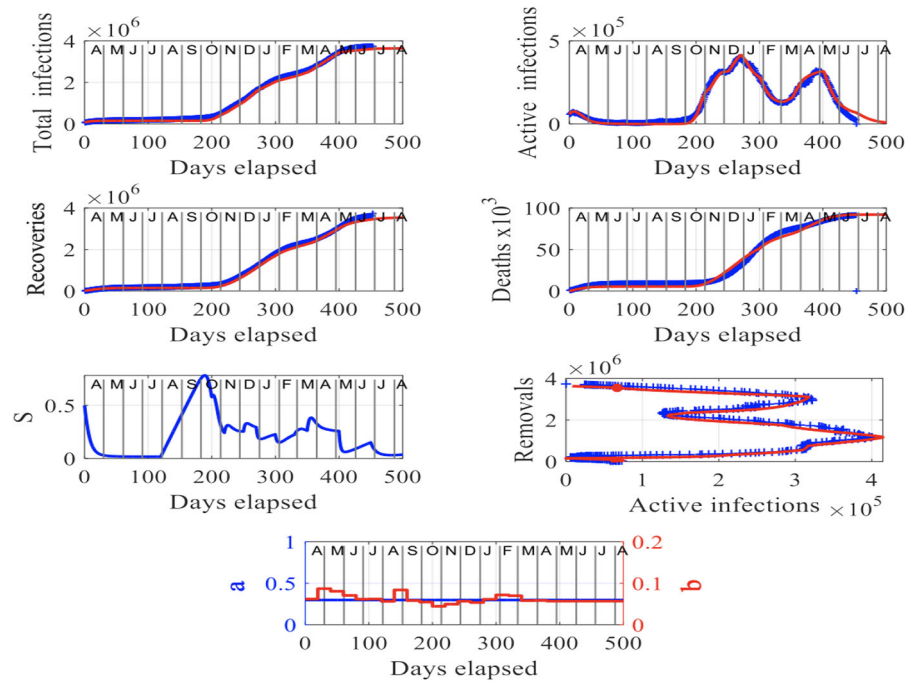 × 10^6
4
2
0
Total infections
A M J J A S O N D J F M A M J J A
0 100 200 300 400 500
Days elapsed
× 10^5
5
0
Active infections
A M J J A S O N D J F M A M J J A
0 100 200 300 400 500
Days elapsed
× 10^6
4
2
0
Recoveries
A M J J A S O N D J F M A M J J A
0 100 200 300 400 500
Days elapsed
100
50
0
Deaths x10^3
A M J J A S O N D J F M A M J J A
0 100 200 300 400 500
Days elapsed
0.5
0
S
A M J J A S O N D J F M A M J J A
0 100 200 300 400 500
Days elapsed
× 10^6
4
2
0
Removals
0 1 2 3 4
Active infections × 10^5
1
0.5
0
a
A M J J A S O N D J F M A M J J A
0.2
0.1
0
b
0 100 200 300 400 500
Days elapsed